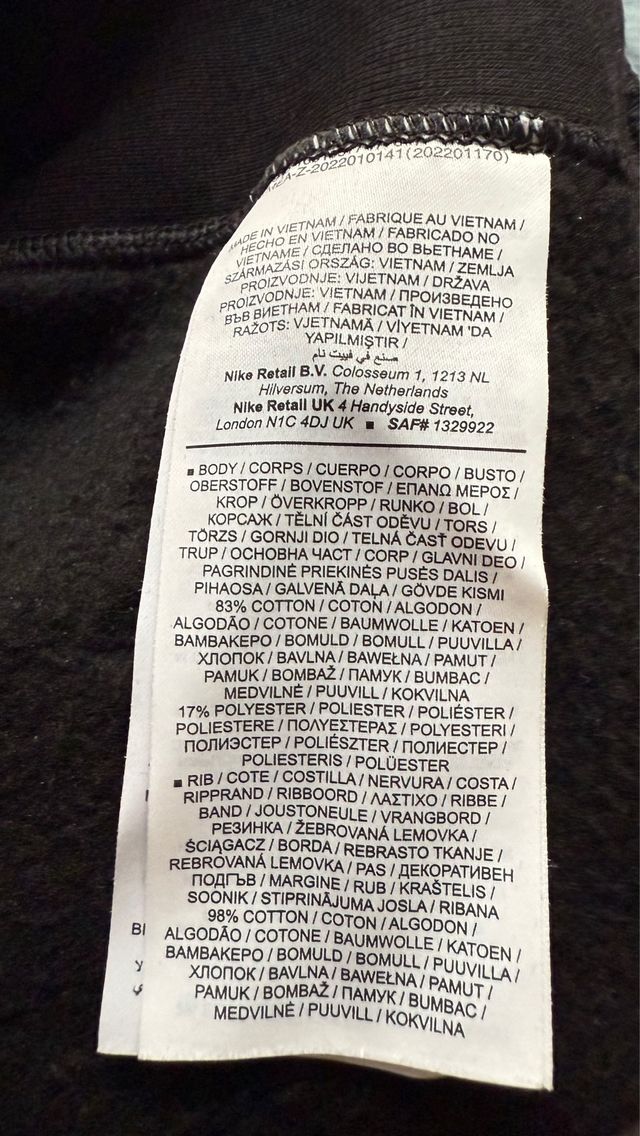 -Z-2022010141(202201170)
MADE IN VIETNAM / FABRIQUE AU VIETNAM /
HECHO EN VIETNAM / FABRICADO NO
VIETNAME / СДЕЛАНО ВО ВЬЕТНАМЕ /
SZÁRMAZÁSI ORSZÁG: VIETNAM / ZEMLJA
PROIZVODNJE: VIJETNAM / DRŽAVA
PROIZVODNJE: VIETNAM / ПРОИЗВЕДЕНО
ВЪВ ВИЕТНАМ / FABRICAT ÎN VIETNAM /
RAŽOTS: VJETNAMĀ / VİYETNAM 'DA
YAPILMIŞTIR /
صنع في فييت نام
Nike Retail B.V. Colosseum 1, 1213 NL
Hilversum, The Netherlands
Nike Retail UK 4 Handyside Street,
London N1C 4DJ UK ■ SAF# 1329922
■ BODY / CORPS / CUERPO / CORPO / BUSTO /
OBERSTOFF / BOVENSTOF / ΕΠΑΝΩ ΜΕΡΟΣ /
KROP / ÖVERKROPP / RUNKO / BOL /
КОРСАЖ / TĚLNÍ ČÁST ODĚVU / TORS /
TÖRZS / GORNJI DIO / TELNÁ ČASŤ ODEVU /
TRUP / ОСНОВНА ЧАСТ / CORP / GLAVNI DEO /
PAGRINDINĖ PRIEKINĖS PUSĖS DALIS /
PIHAOSA / GALVENĀ DAĻA / GÖVDE KISMI
83% COTTON / COTON / ALGODON /
ALGODÃO / COTONE / BAUMWOLLE / KATOEN /
ΒΑΜΒΑΚΕΡΟ / BOMULD / BOMULL / PUUVILLA /
ХЛОПОК / BAVLNA / BAWEŁNA / PAMUT /
PAMUK / BOMBAŽ / ПАМУК / BUMBAC /
MEDVILNĖ / PUUVILL / KOKVILNA
17% POLYESTER / POLIESTER / POLIÉSTER /
POLIESTERE / ΠΟΛΥΕΣΤΕΡΑΣ / POLYESTERI /
ПОЛИЭСТЕР / POLIÉSZTER / ПОЛИЕСТЕР /
POLIESTERIS / POLÜESTER
■ RIB / COTE / COSTILLA / NERVURA / COSTA /
RIPPRAND / RIBBOORD / ΛΑΣΤΙΧΟ / RIBBE /
BAND / JOUSTONEULE / VRANGBORD /
РЕЗИНКА / ŽEBROVANÁ LEMOVKA /
ŚCIĄGACZ / BORDA / REBRASTO TKANJE /
REBROVANÁ LEMOVKA / PAS / ДЕКОРАТИВЕН
ПОДГЪВ / MARGINE / RUB / KRAŠTELIS /
SOONIK / STIPRINĀJUMA JOSLA / RIBANA
98% COTTON / COTON / ALGODON /
ALGODÃO / COTONE / BAUMWOLLE / KATOEN /
ΒΑΜΒΑΚΕΡΟ / BOMULD / BOMULL / PUUVILLA /
ХЛОПОК / BAVLNA / BAWEŁNA / PAMUT /
PAMUK / BOMBAŽ / ПАМУК / BUMBAC /
MEDVILNĖ / PUUVILL / KOKVILNA